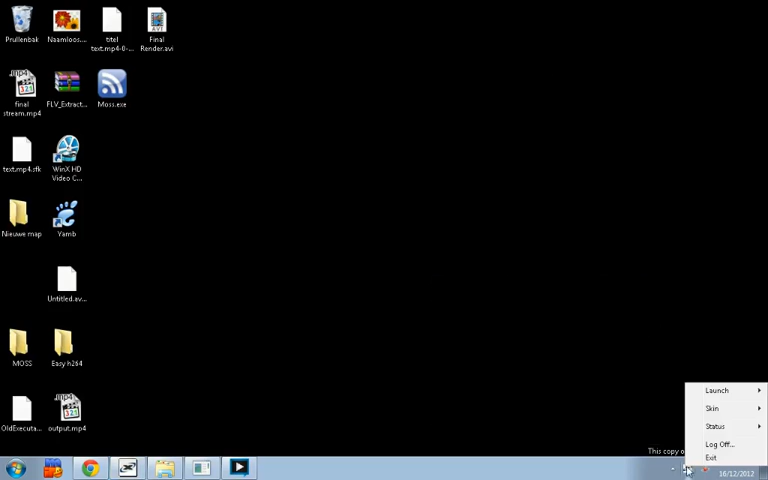 Prullenbak
Naamloos....
titel
text.mp4-0-...
Final
Render.avi
final
stream.mp4
FLV_Extract...
Moss.exe
text.mp4.sfk
WinX HD
Video C...
Nieuwe map
Yamb
Untitled.av...
MOSS
Easy h264
OldExecuta...
output.mp4
Launch
Skin
Status
Log Off...
Exit
This copy o
16/12/2012